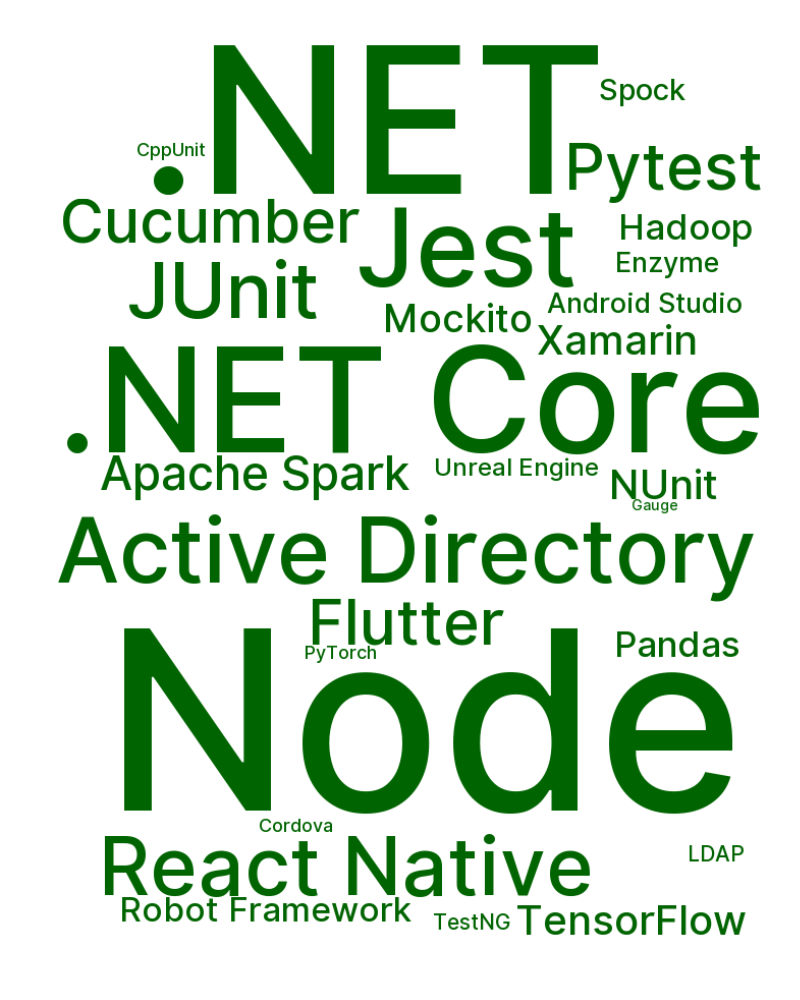 .NET
Spock
CppUnit
Pytest
Cucumber
Jest
Hadoop
Enzyme
JUnit
Mockito
Android Studio
Xamarin
.NET Core
Apache Spark
Unreal Engine
NUnit
Gauge
Active Directory
Flutter
PyTorch
Pandas
Node
Cordova
React Native
LDAP
Robot Framework
TestNG
TensorFlow